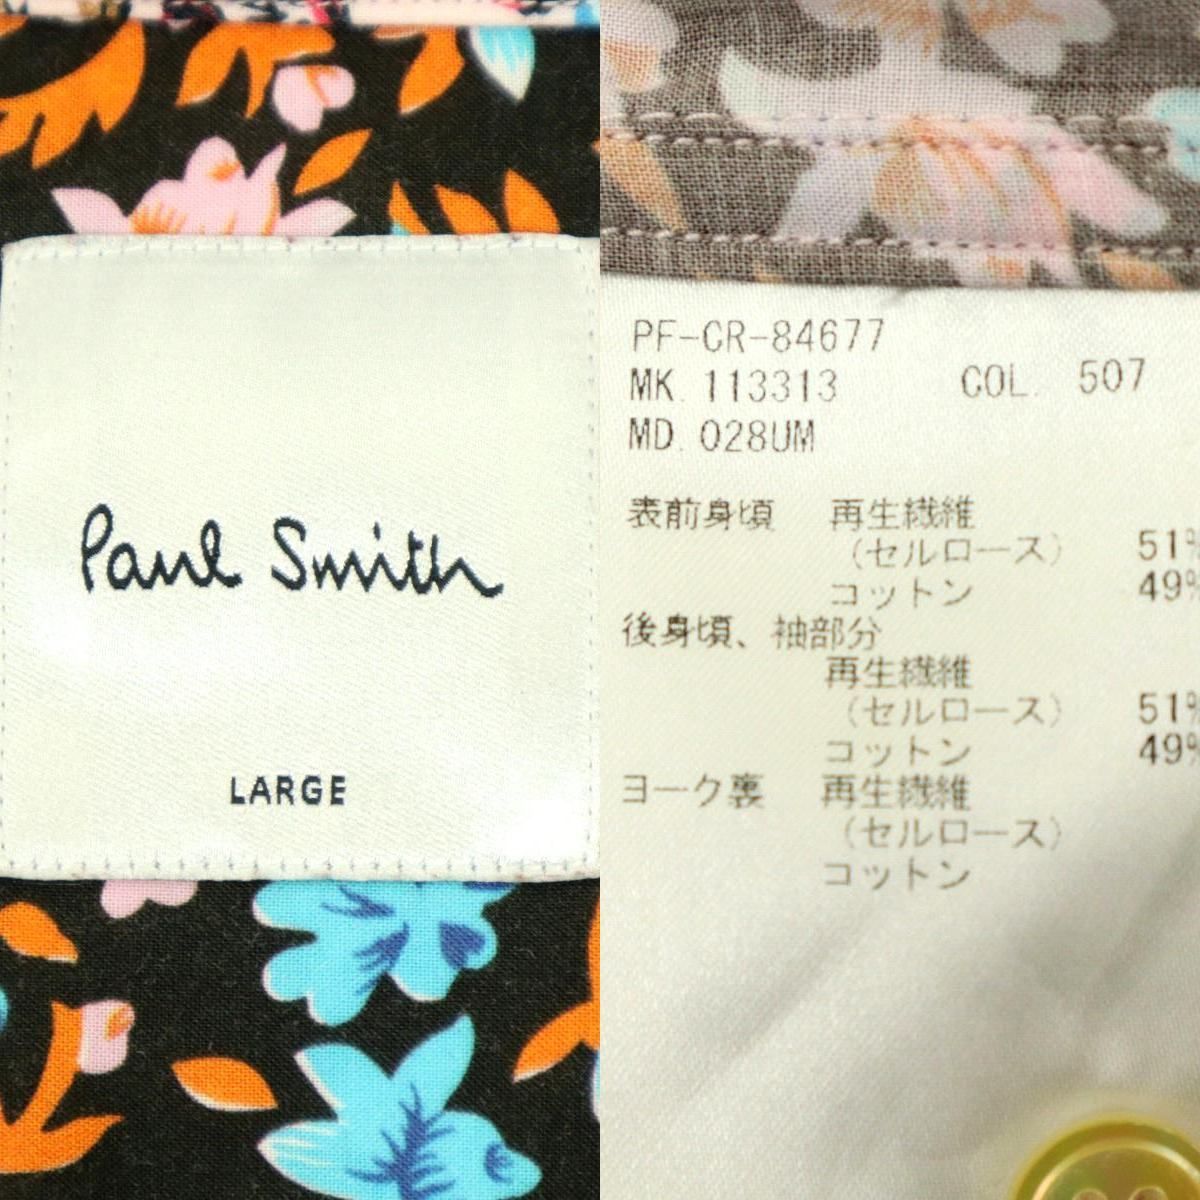 Paul Smith
LARGE
PF-CR-84677
MK. 113313 COL. 507
MD. 028UM
表前身頃 再生繊維
(セルロース) 51%
コットン 49%
後身頃、袖部分
再生繊維
(セルロース) 51%
コットン 49%
ヨーク裏 再生繊維
(セルロース)
コットン